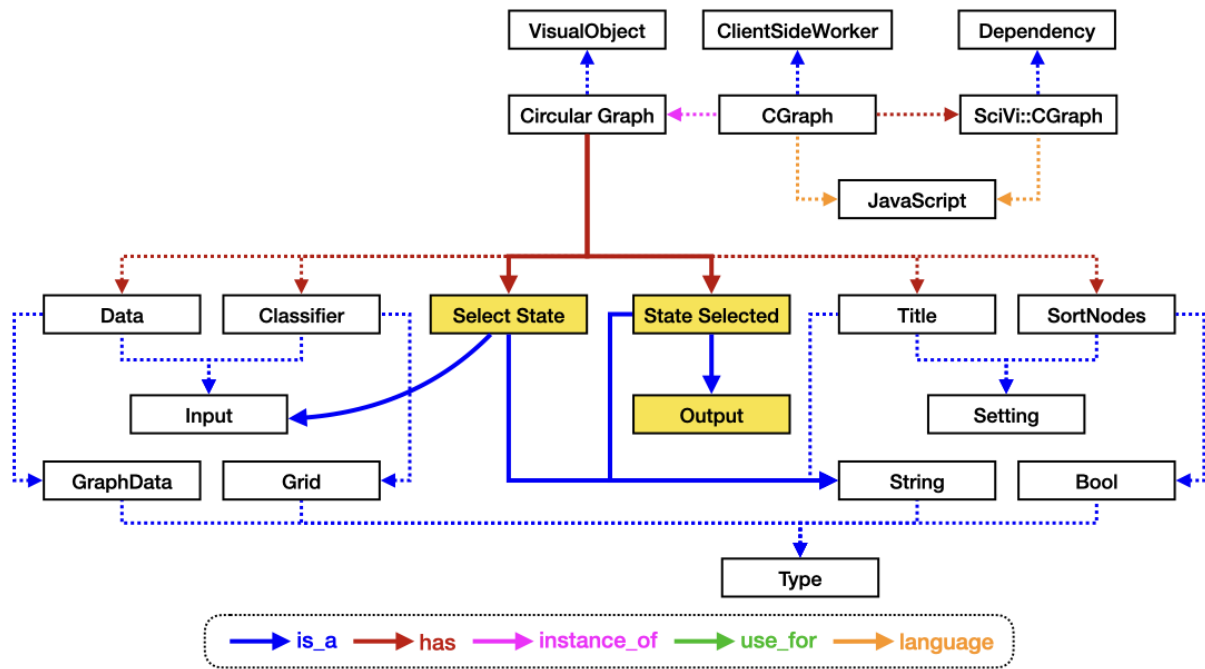 VisualObject
ClientSideWorker
Dependency
Circular Graph
CGraph
SciVi::CGraph
JavaScript
Data
Classifier
Select State
State Selected
Title
SortNodes
Input
Output
Setting
GraphData
Grid
String
Bool
Type
is_a
has
instance_of
use_for
language